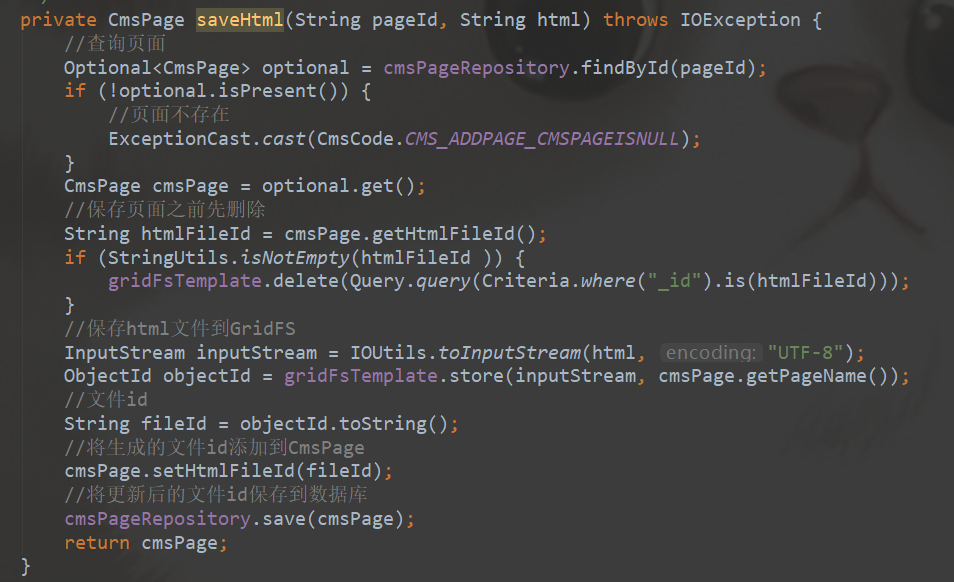 private CmsPage saveHtml(String pageId, String html) throws IOException {
//查询页面
Optional<CmsPage> optional = cmsPageRepository.findById(pageId);
if (!optional.isPresent()) {
//页面不存在
ExceptionCast.cast(CmsCode.CMS_ADDPAGE_CMSPAGEISNULL);
}
CmsPage cmsPage = optional.get();
//保存页面之前先删除
String htmlFileId = cmsPage.getHtmlFileId();
if (StringUtils.isNotEmpty(htmlFileId )) {
gridFsTemplate.delete(Query.query(Criteria.where("_id").is(htmlFileId)));
}
//保存html文件到GridFS
InputStream inputStream = IOUtils.toInputStream(html, encoding: "UTF-8");
ObjectId objectId = gridFsTemplate.store(inputStream, cmsPage.getPageName());
//文件id
String fileId = objectId.toString();
//将生成的文件id添加到CmsPage
cmsPage.setHtmlFileId(fileId);
//将更新后的文件id保存到数据库
cmsPageRepository.save(cmsPage);
return cmsPage;
}